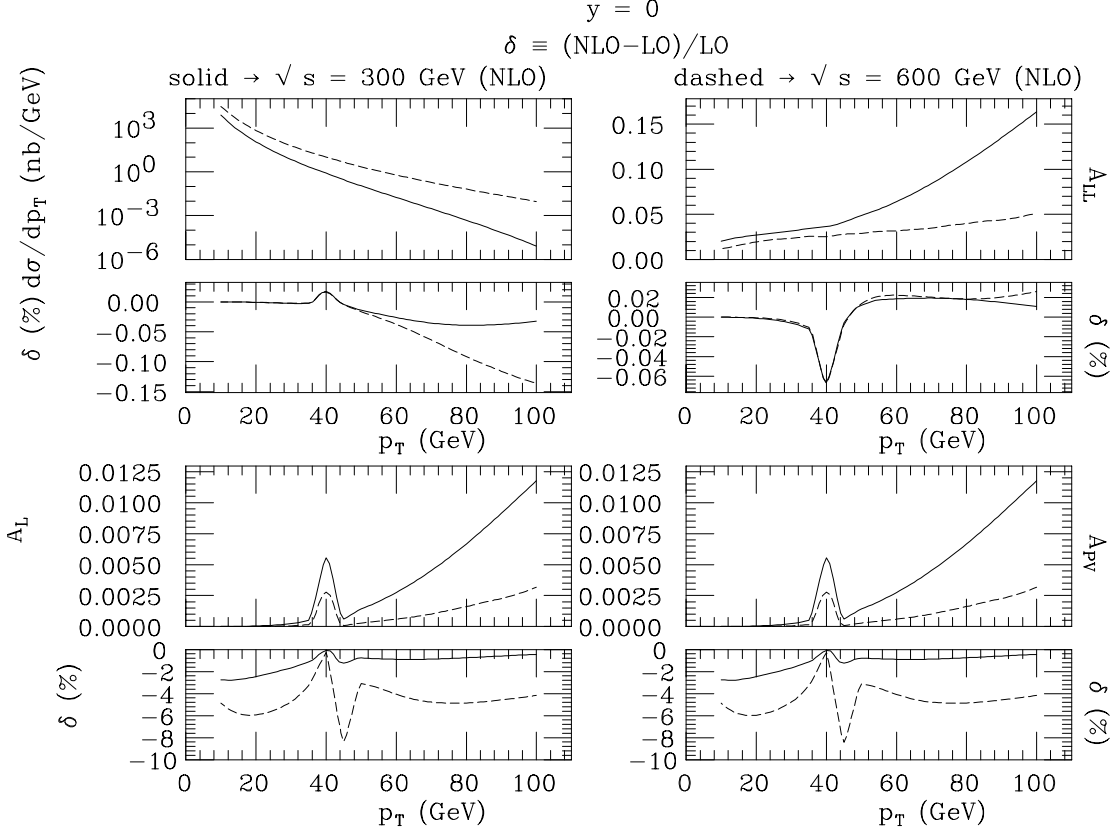 y = 0
δ ≡ (NLO−LO)/LO
solid → √ s = 300 GeV (NLO)
dashed → √ s = 600 GeV (NLO)
dσ/dp_T (nb/GeV)
10^3
10^0
10^−3
10^−6
0.15
0.10
0.05
0.00
A_LL
δ (%)
0.00
−0.05
−0.10
−0.15
0 20 40 60 80 100
p_T (GeV)
0.02
0.00
−0.02
−0.04
−0.06
δ (%)
0 20 40 60 80 100
p_T (GeV)
A_L
0.0125
0.0100
0.0075
0.0050
0.0025
0.0000
0.0125
0.0100
0.0075
0.0050
0.0025
0.0000
A_PV
δ (%)
0
−2
−4
−6
−8
−10
0 20 40 60 80 100
p_T (GeV)
0
−2
−4
−6
−8
−10
δ (%)
0 20 40 60 80 100
p_T (GeV)